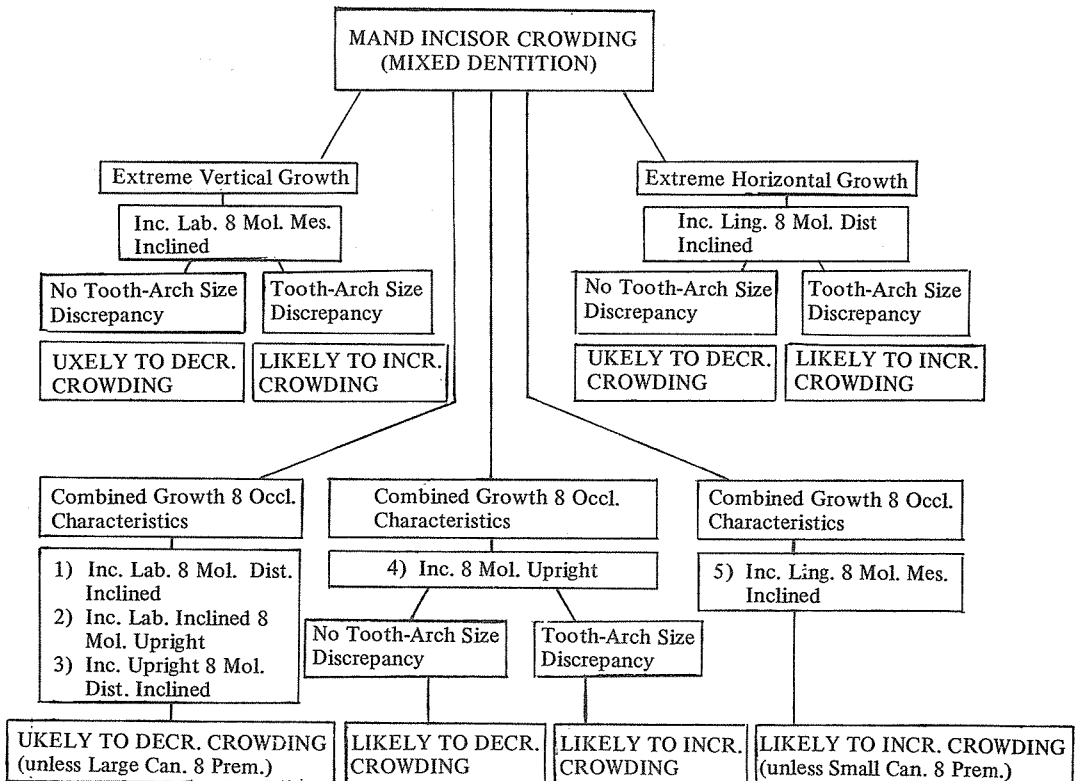 MAND INCISOR CROWDING
(MIXED DENTITION)
Extreme Vertical Growth
Inc. Lab. 8 Mol. Mes.
Inclined
No Tooth-Arch Size
Discrepancy
Tooth-Arch Size
Discrepancy
UXELY TO DECR.
CROWDING
LIKELY TO INCR.
CROWDING
Extreme Horizontal Growth
Inc. Ling. 8 Mol. Dist
Inclined
No Tooth-Arch Size
Discrepancy
Tooth-Arch Size
Discrepancy
UKELY TO DECR.
CROWDING
LIKELY TO INCR.
CROWDING
Combined Growth 8 Occl.
Characteristics
1) Inc. Lab. 8 Mol. Dist.
Inclined
2) Inc. Lab. Inclined 8
Mol. Upright
3) Inc. Upright 8 Mol.
Dist. Inclined
UKELY TO DECR. CROWDING
(unless Large Can. 8 Prem.)
Combined Growth 8 Occl.
Characteristics
4) Inc. 8 Mol. Upright
No Tooth-Arch Size
Discrepancy
Tooth-Arch Size
Discrepancy
LIKELY TO DECR.
CROWDING
LIKELY TO INCR.
CROWDING
Combined Growth 8 Occl.
Characteristics
5) Inc. Ling. 8 Mol. Mes.
Inclined
LIKELY TO INCR. CROWDING
(unless Small Can. 8 Prem.)